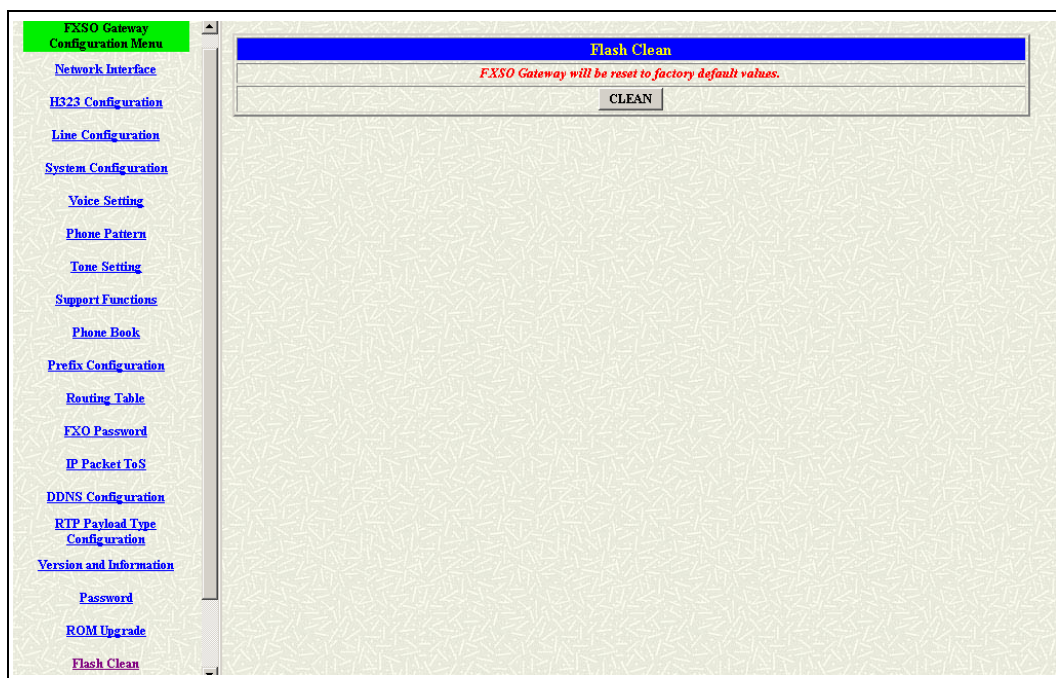 FXSO Gateway
Configuration Menu
Network Interface
H323 Configuration
Line Configuration
System Configuration
Voice Setting
Phone Pattern
Tone Setting
Support Functions
Phone Book
Prefix Configuration
Routing Table
FXO Password
IP Packet ToS
DDNS Configuration
RTP Payload Type
Configuration
Version and Information
Password
ROM Upgrade
Flash Clean
Flash Clean
FXSO Gateway will be reset to factory default values.
CLEAN